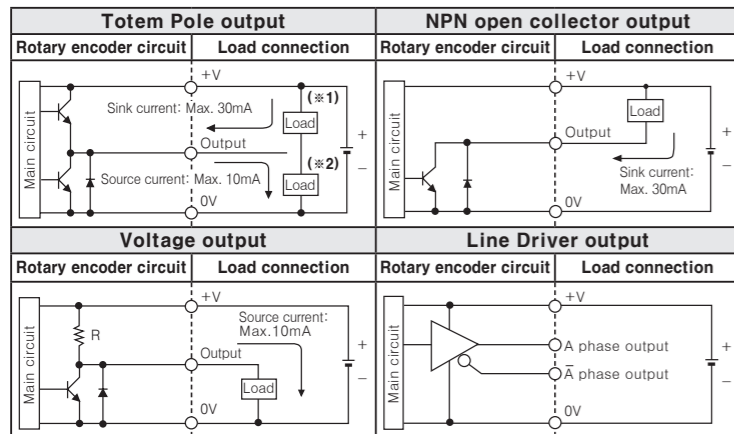 Totem Pole output
NPN open collector output
Rotary encoder circuit
Load connection
Rotary encoder circuit
Load connection
Main circuit
+V
Sink current: Max. 30mA
(※1)
Load
Output
(※2)
Source current: Max. 10mA
Load
0V
+
−
Main circuit
+V
Load
Output
Sink current:
Max. 30mA
0V
+
−
Voltage output
Line Driver output
Rotary encoder circuit
Load connection
Rotary encoder circuit
Load connection
Main circuit
+V
R
Source current:
Max.10mA
Output
Load
0V
+
−
Main circuit
+V
A phase output
Ā phase output
0V
+
−